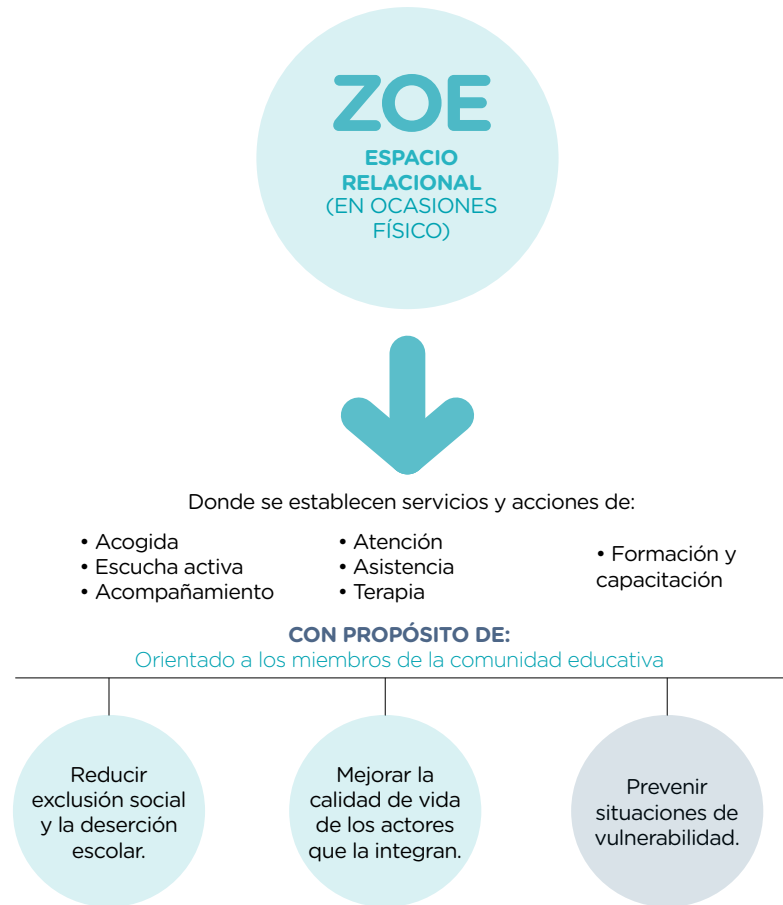 ZOE
ESPACIO
RELACIONAL
(EN OCASIONES
FÍSICO)
Donde se establecen servicios y acciones de:
• Acogida
• Escucha activa
• Acompañamiento
• Atención
• Asistencia
• Terapia
• Formación y
capacitación
CON PROPÓSITO DE:
Orientado a los miembros de la comunidad educativa
Reducir
exclusión social
y la deserción
escolar.
Mejorar la
calidad de vida
de los actores
que la integran.
Prevenir
situaciones de
vulnerabilidad.